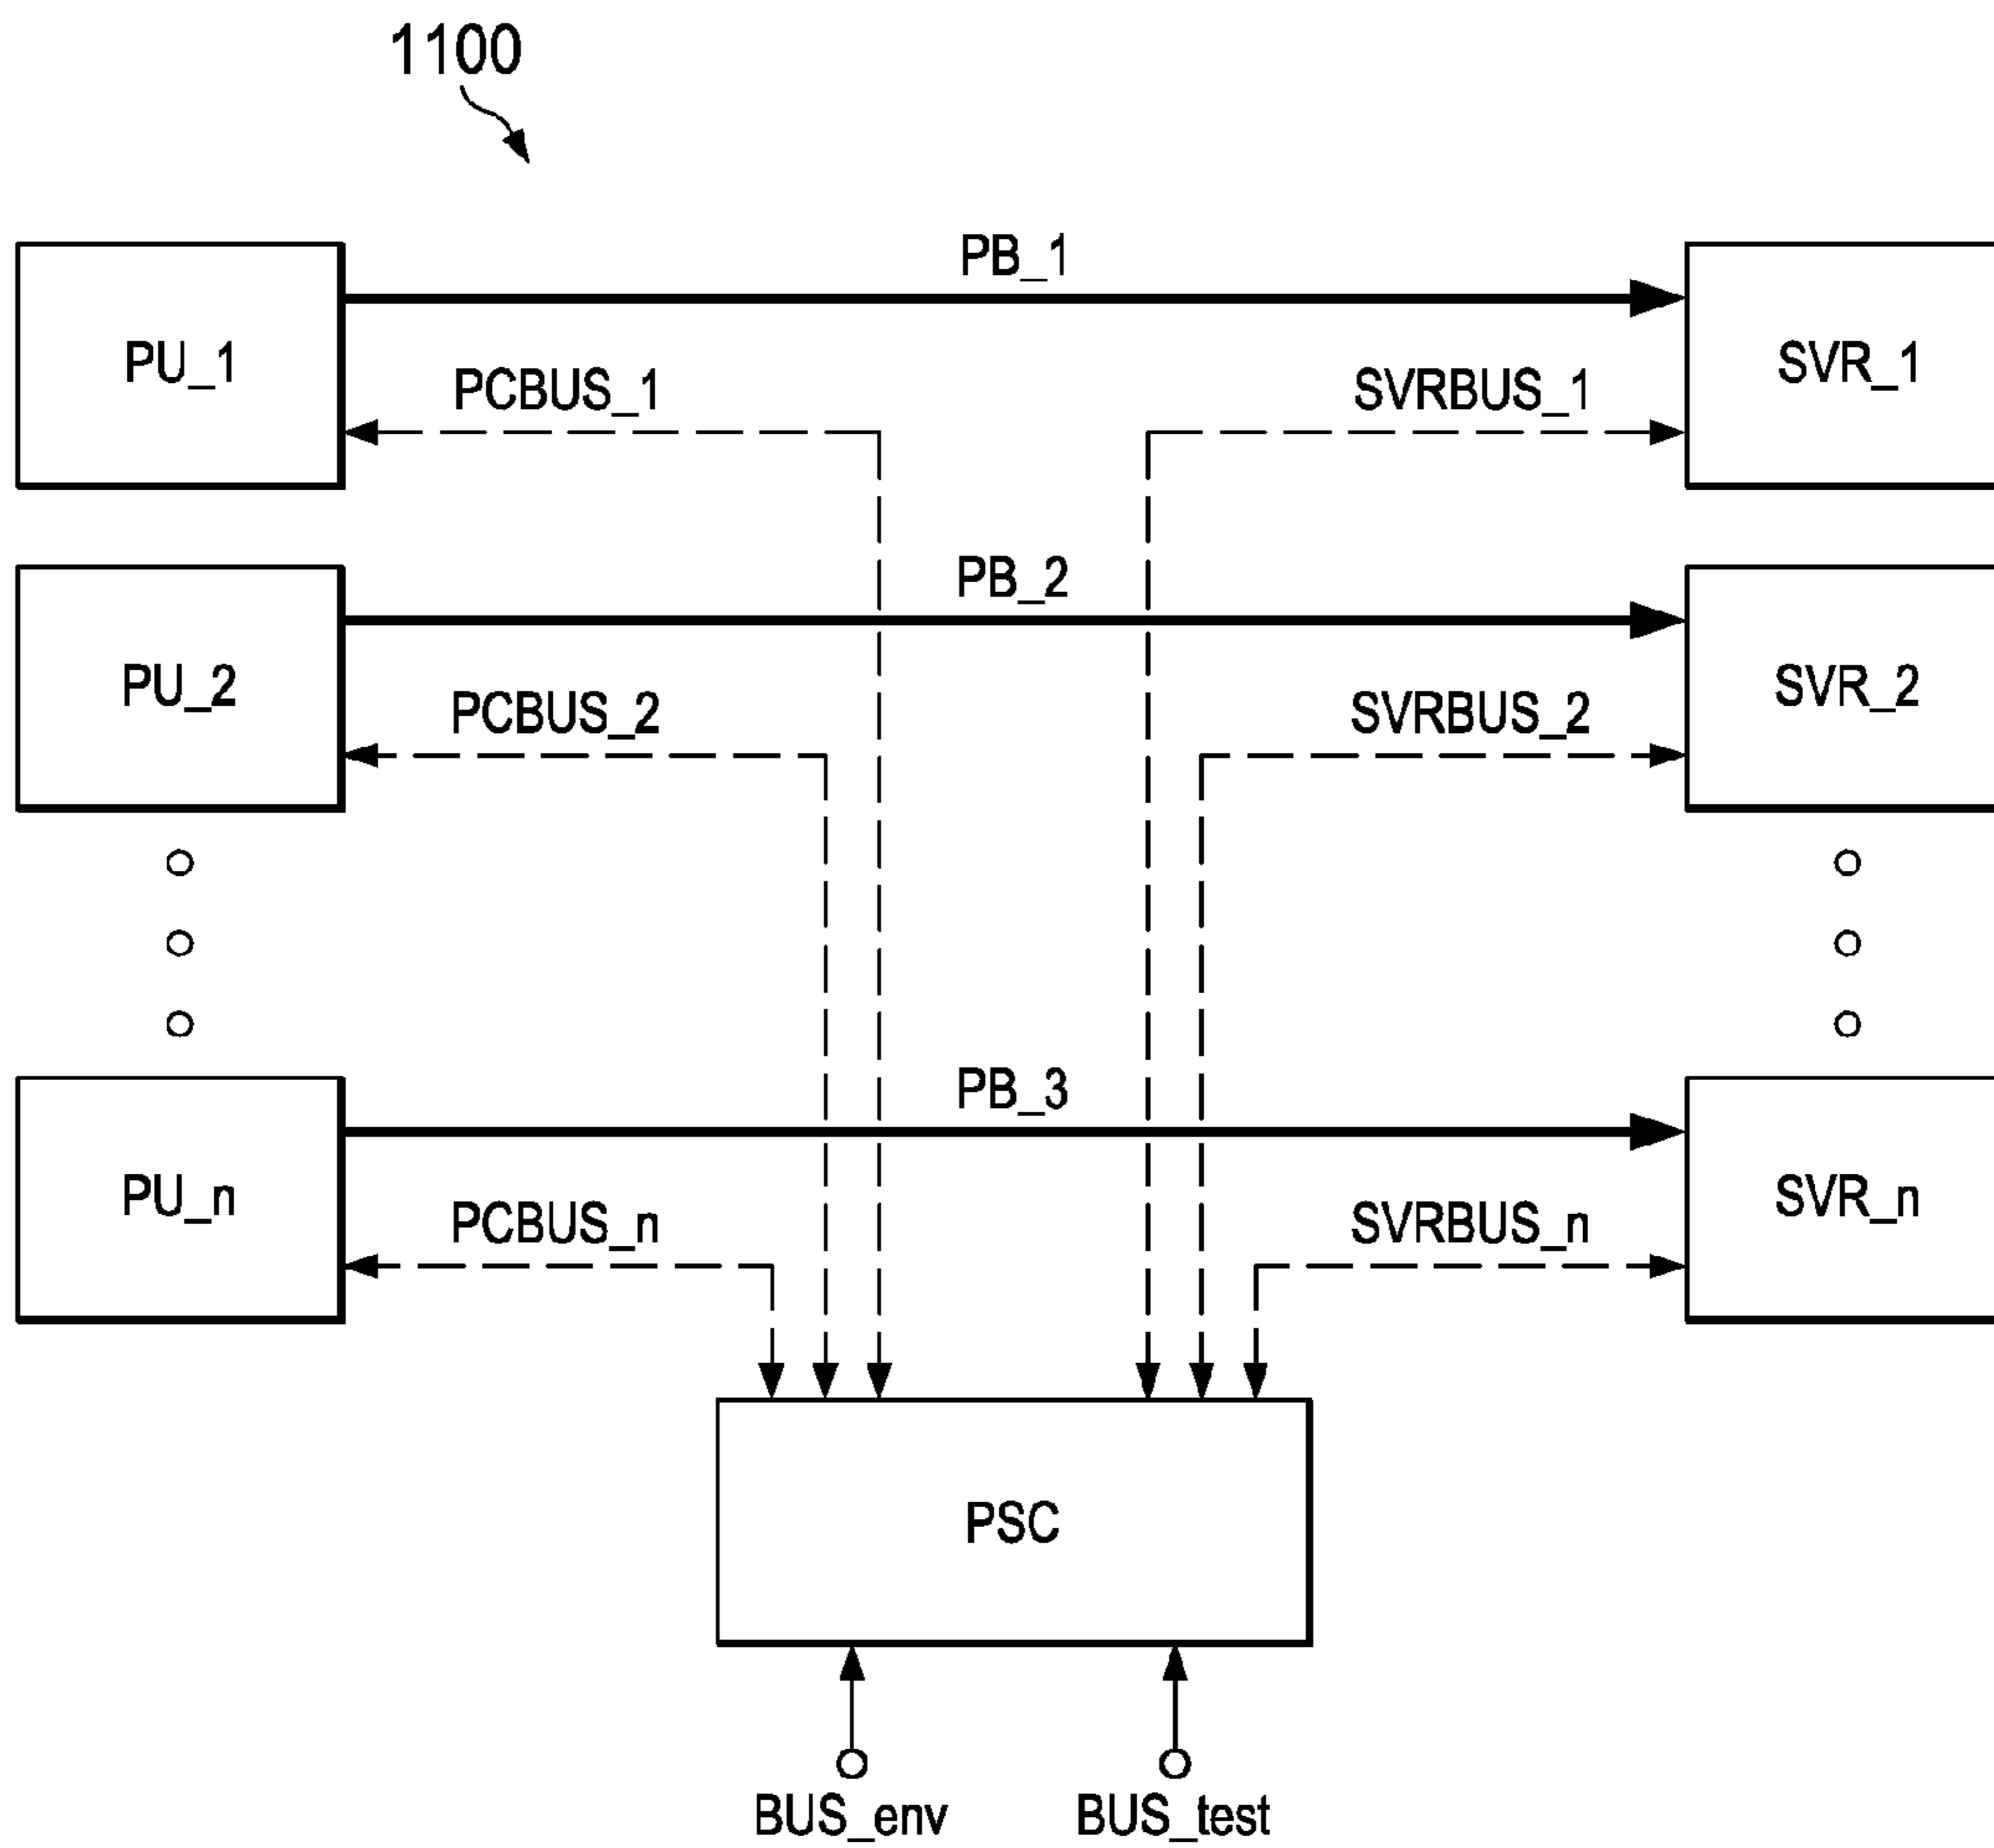 1100
PB_1
PU_1
SVR_1
PCBUS_1
SVRBUS_1
PB_2
PU_2
SVR_2
PCBUS_2
SVRBUS_2
PB_3
PU_n
SVR_n
PCBUS_n
SVRBUS_n
PSC
BUS_env
BUS_test